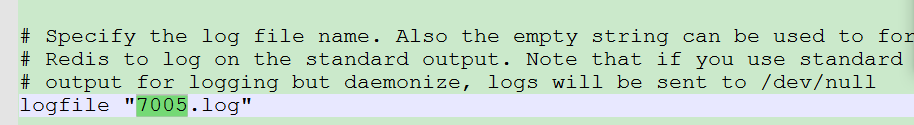 # Specify the log file name. Also the empty string can be used to for
# Redis to log on the standard output. Note that if you use standard
# output for logging but daemonize, logs will be sent to /dev/null
logfile "7005.log"